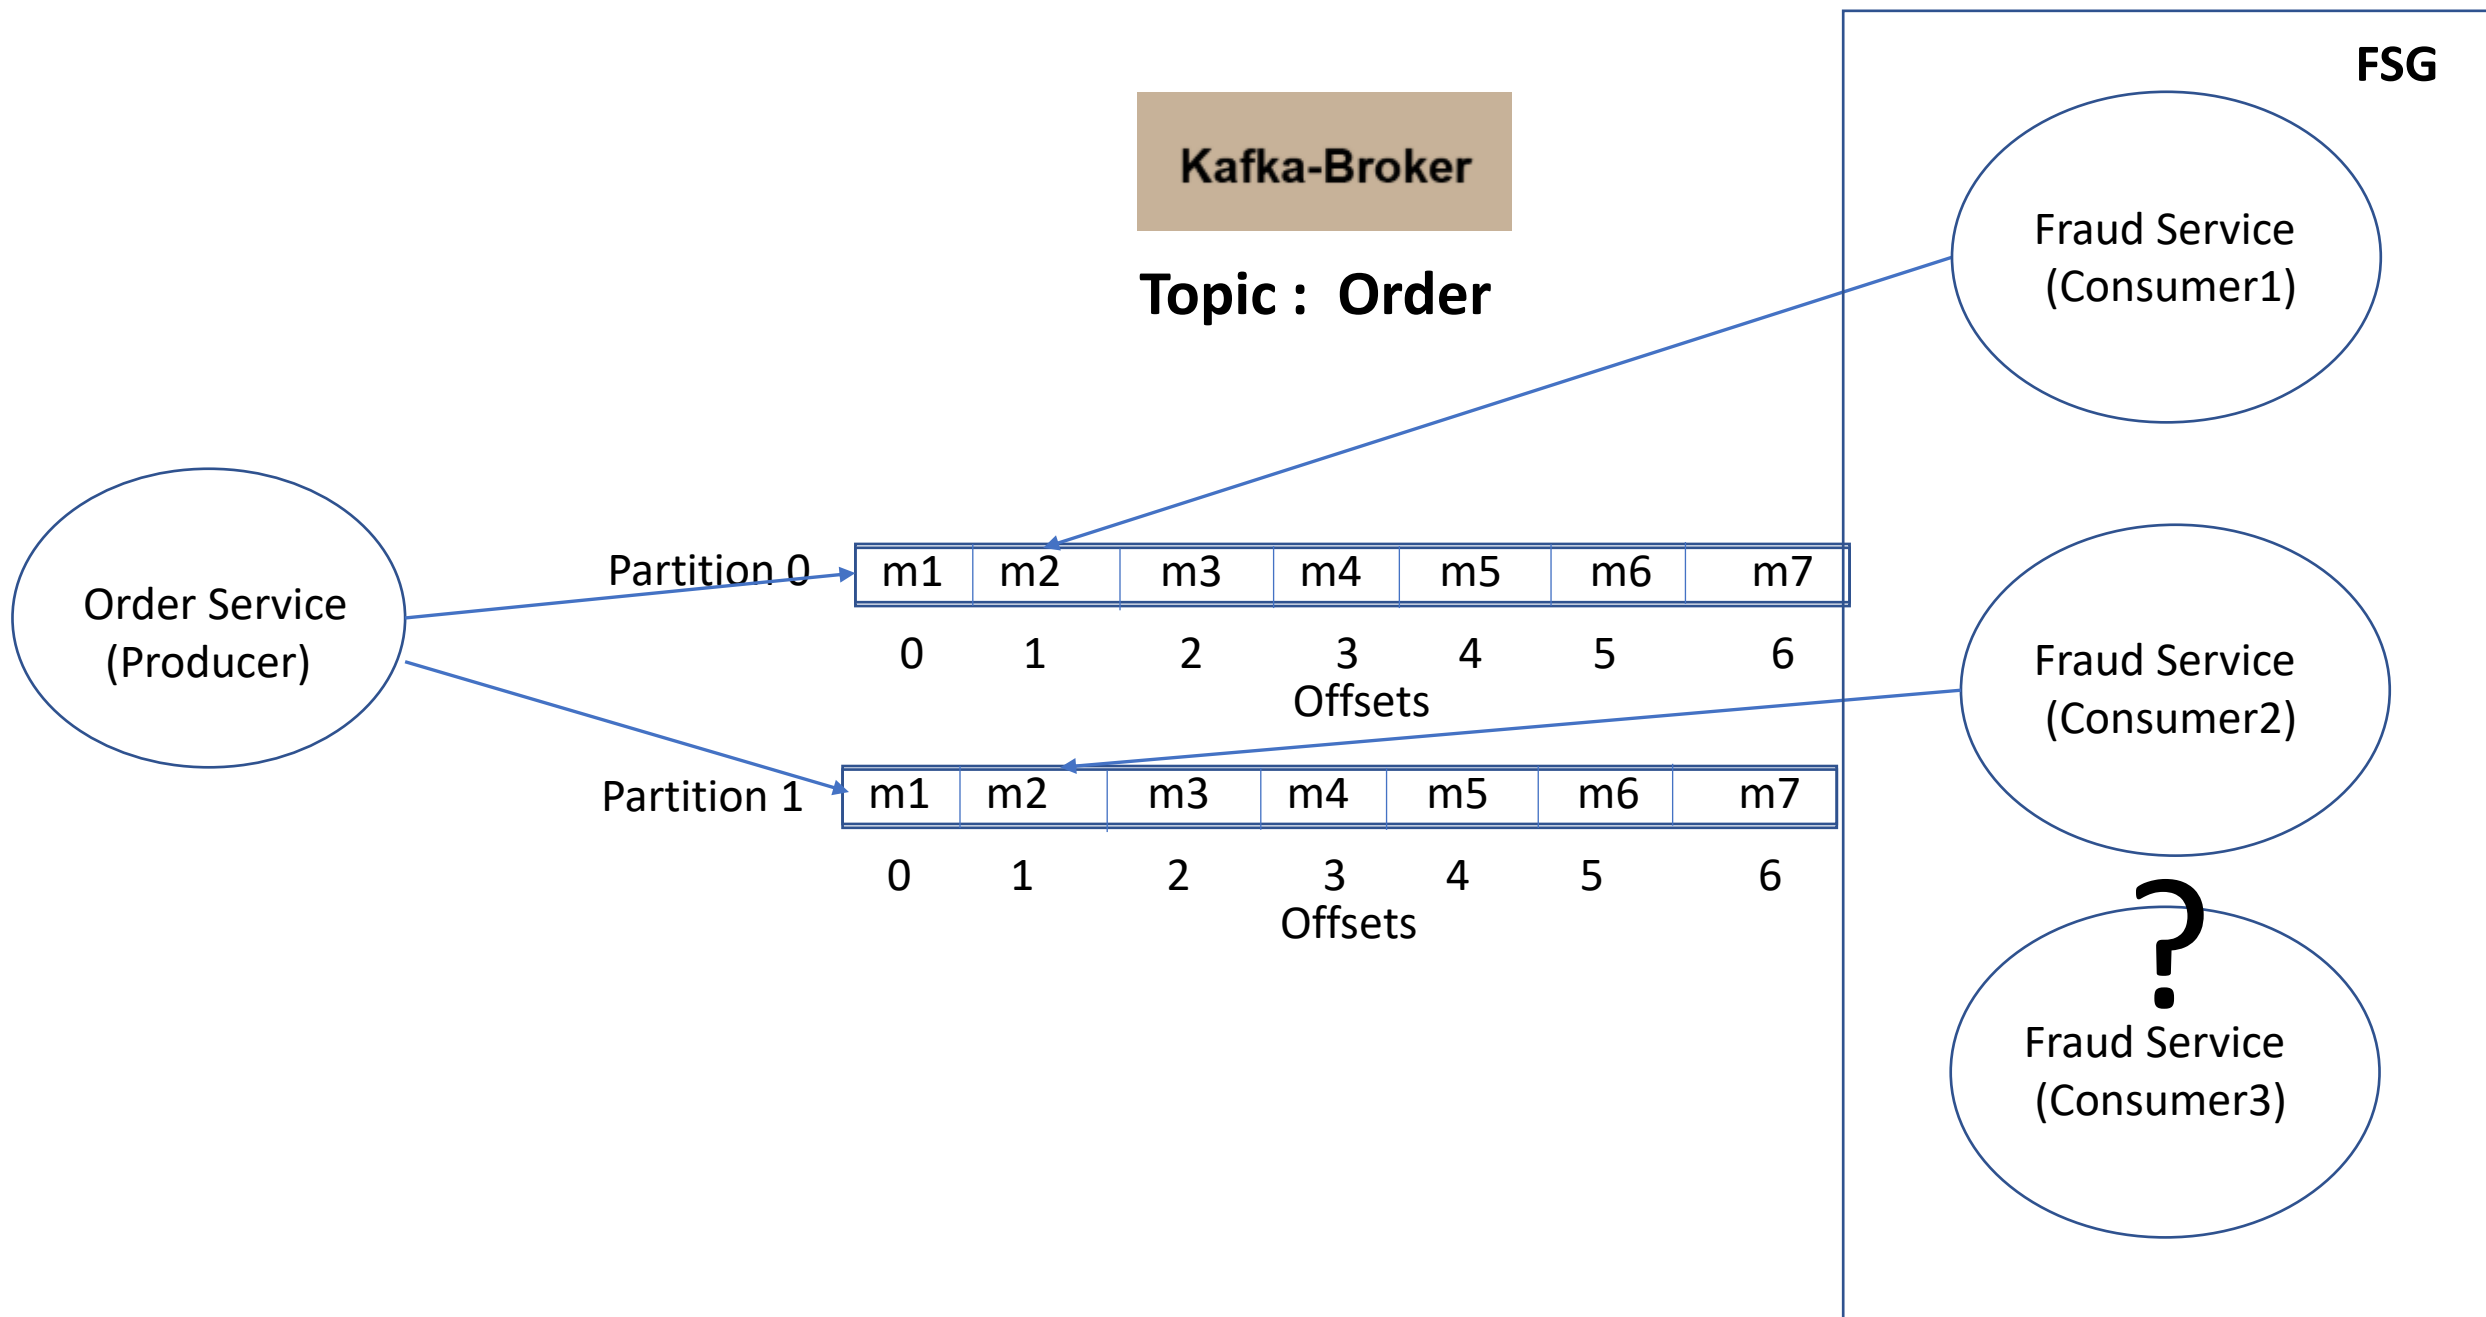 FSG
Kafka-Broker
Topic : Order
Fraud Service
(Consumer1)
Order Service
(Producer)
Partition 0
m1 m2 m3 m4 m5 m6 m7
0 1 2 3 4 5 6
Offsets
Fraud Service
(Consumer2)
Partition 1
m1 m2 m3 m4 m5 m6 m7
0 1 2 3 4 5 6
Offsets
?
Fraud Service
(Consumer3)